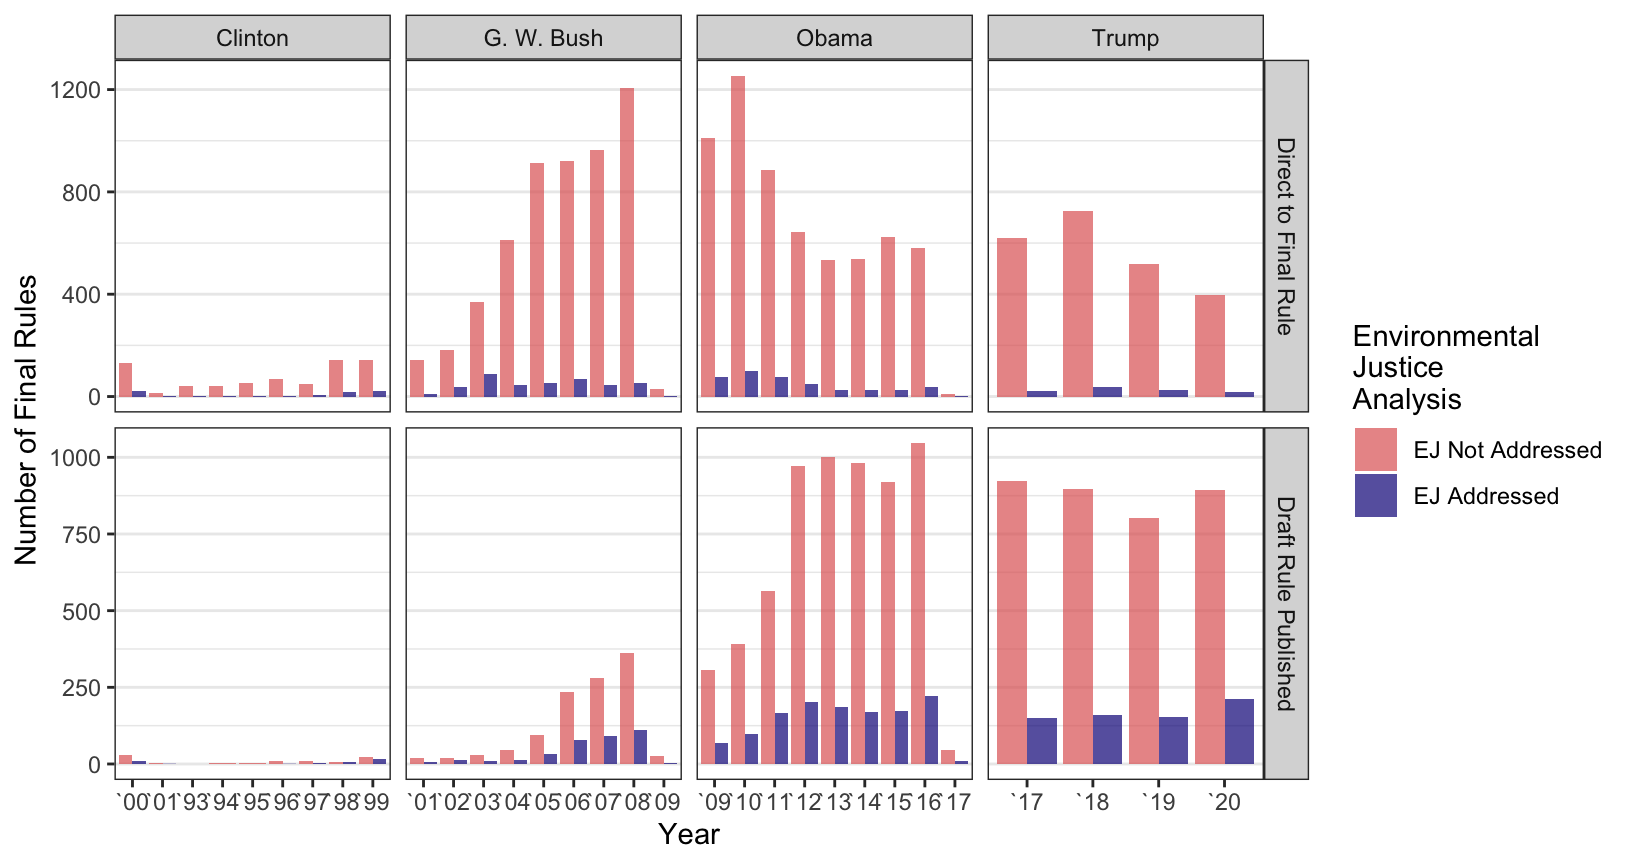 Clinton
G. W. Bush
Obama
Trump
1200
800
400
0
Direct to Final Rule
1000
750
500
250
0
Draft Rule Published
Number of Final Rules
`00`01`93`94`95`96`97`98`99
`01`02`03`04`05`06`07`08`09
`09`10`11`12`13`14`15`16`17
`17 `18 `19 `20
Year
Environmental
Justice
Analysis
EJ Not Addressed
EJ Addressed